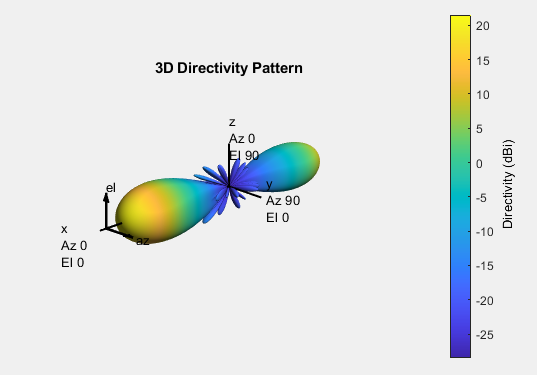 3D Directivity Pattern
z
Az 0
El 90
y
Az 90
El 0
el
az
x
Az 0
El 0
20
15
10
5
0
-5
-10
-15
-20
-25
Directivity (dBi)